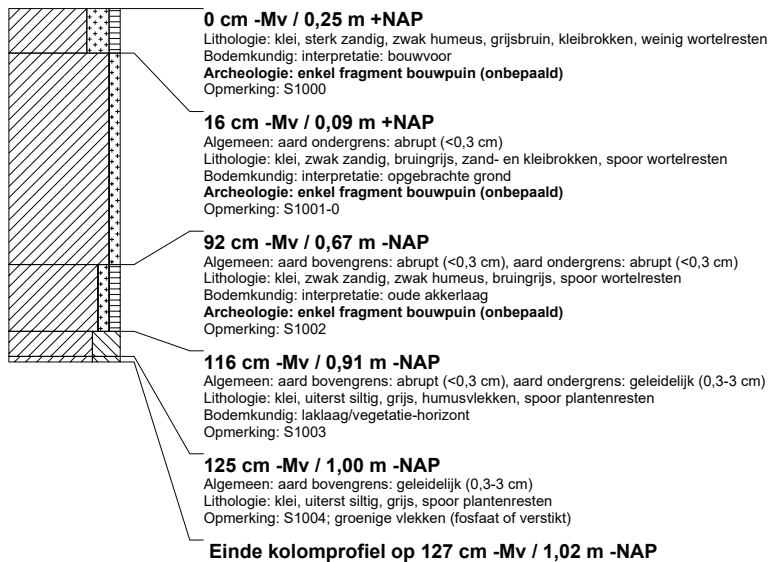 0 cm -Mv / 0,25 m +NAP
Lithologie: klei, sterk zandig, zwak humeus, grijsbruin, kleibrokken, weinig wortelresten
Bodemkundig: interpretatie: bouwvoor
Archeologie: enkel fragment bouwpuin (onbepaald)
Opmerking: S1000
16 cm -Mv / 0,09 m +NAP
Algemeen: aard ondergrens: abrupt (<0,3 cm)
Lithologie: klei, zwak zandig, bruingrijs, zand- en kleibrokken, spoor wortelresten
Bodemkundig: interpretatie: opgebrachte grond
Archeologie: enkel fragment bouwpuin (onbepaald)
Opmerking: S1001-0
92 cm -Mv / 0,67 m -NAP
Algemeen: aard bovengrens: abrupt (<0,3 cm), aard ondergrens: abrupt (<0,3 cm)
Lithologie: klei, zwak zandig, zwak humeus, bruingrijs, spoor wortelresten
Bodemkundig: interpretatie: oude akkerlaag
Archeologie: enkel fragment bouwpuin (onbepaald)
Opmerking: S1002
116 cm -Mv / 0,91 m -NAP
Algemeen: aard bovengrens: abrupt (<0,3 cm), aard ondergrens: geleidelijk (0,3-3 cm)
Lithologie: klei, uiterst siltig, grijs, humusvlekken, spoor plantenresten
Bodemkundig: laklaag/vegetatie-horizont
Opmerking: S1003
125 cm -Mv / 1,00 m -NAP
Algemeen: aard bovengrens: geleidelijk (0,3-3 cm)
Lithologie: klei, uiterst siltig, grijs, spoor plantenresten
Opmerking: S1004; groenige vlekken (fosfaat of verstikt)
Einde kolomprofiel op 127 cm -Mv / 1,02 m -NAP